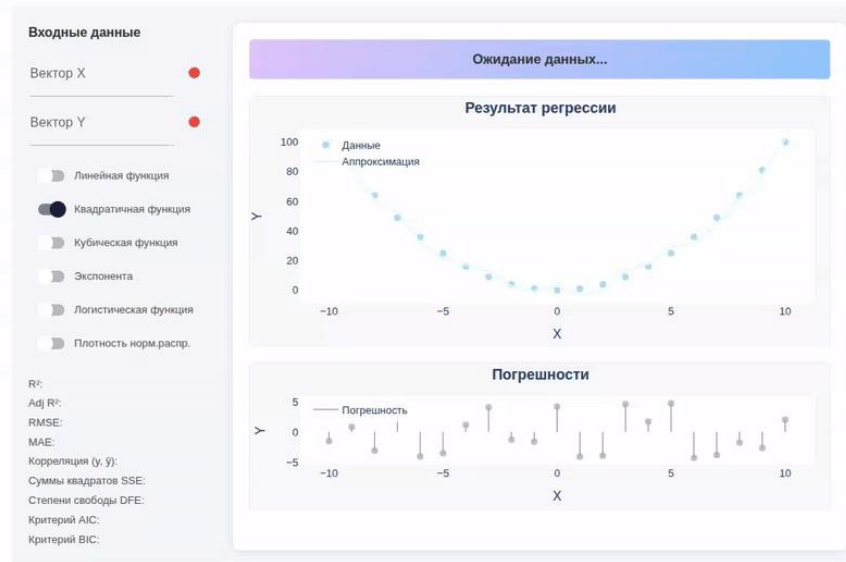 Входные данные
Вектор X
Вектор Y
Линейная функция
Квадратичная функция
Кубическая функция
Экспонента
Логистическая функция
Плотность норм.распр.
R²:
Adj R²:
RMSE:
MAE:
Корреляция (y, ŷ):
Суммы квадратов SSE:
Степени свободы DFE:
Критерий AIC:
Критерий BIC:
Ожидание данных...
Результат регрессии
Данные
Аппроксимация
Y
100
80
60
40
20
0
−10 −5 0 5 10
X
Погрешности
Погрешность
Y
5
0
−5
−10 −5 0 5 10
X